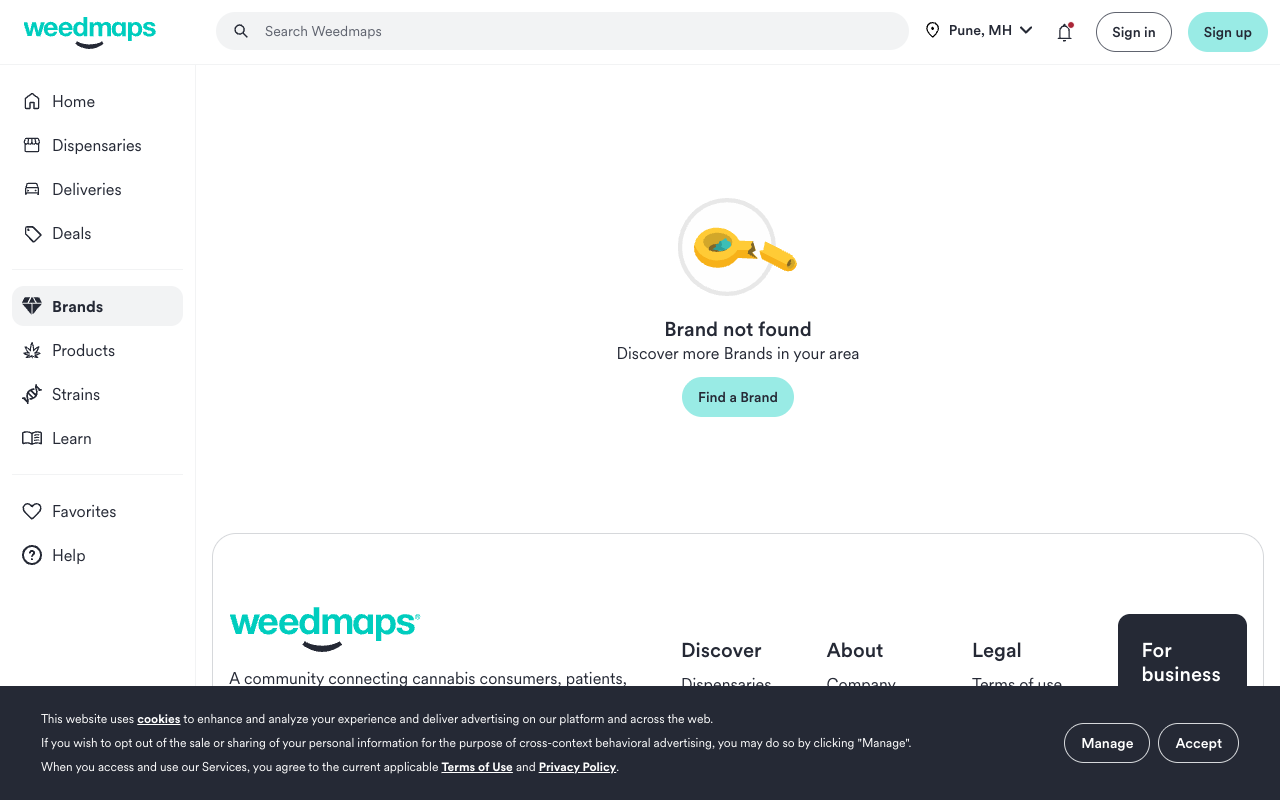 weedmaps
Search Weedmaps
Pune, MH
Sign in
Sign up
Home
Dispensaries
Deliveries
Deals
Brands
Products
Strains
Learn
Favorites
Help
Brand not found
Discover more Brands in your area
Find a Brand
weedmaps®
A community connecting cannabis consumers, patients,
Discover
Dispensaries
About
Company
Legal
Terms of use
For
business
This website uses cookies to enhance and analyze your experience and deliver advertising on our platform and across the web.
If you wish to opt out of the sale or sharing of your personal information for the purpose of cross-context behavioral advertising, you may do so by clicking "Manage".
When you access and use our Services, you agree to the current applicable Terms of Use and Privacy Policy.
Manage
Accept